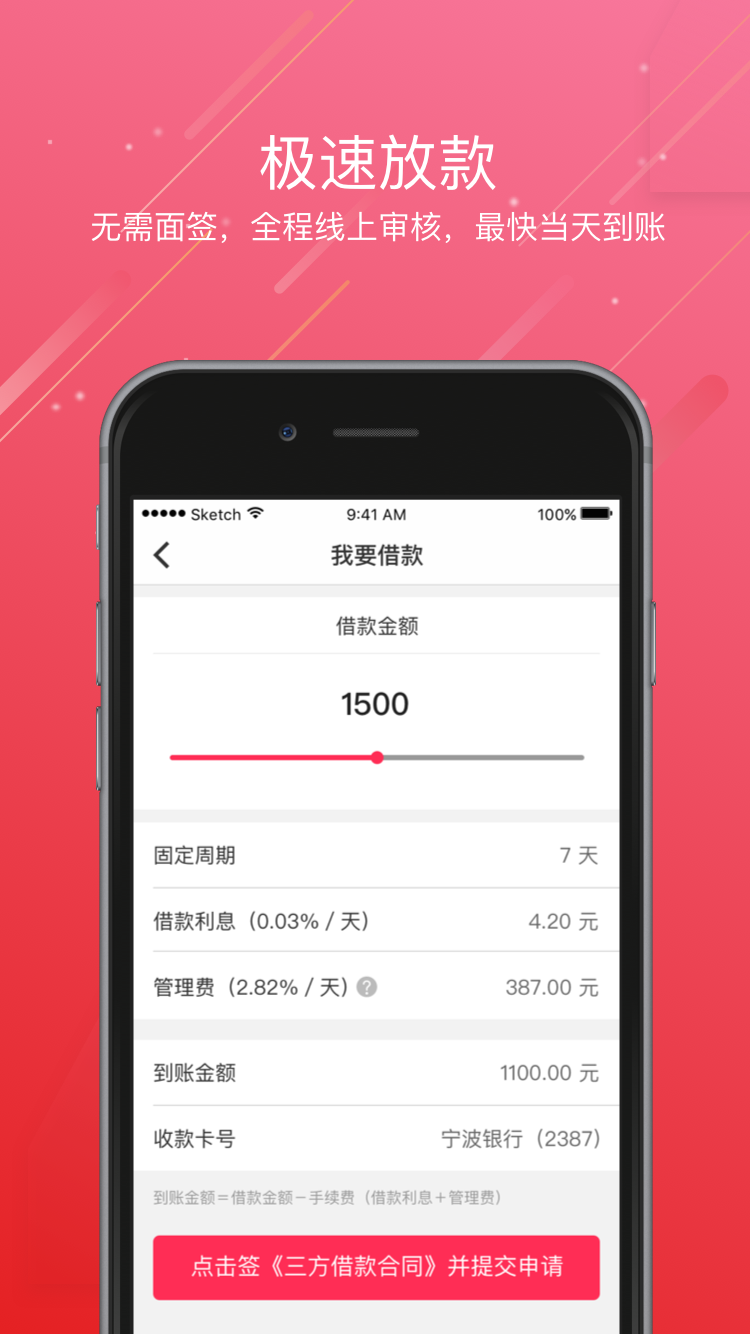 极速放款
无需面签，全程线上审核，最快当天到账
Sketch 9:41 AM 100%
我要借款
借款金额
1500
固定周期 7 天
借款利息（0.03% / 天） 4.20 元
管理费（2.82% / 天） ? 387.00 元
到账金额 1100.00 元
收款卡号 宁波银行（2387）
到账金额＝借款金额－手续费（借款利息＋管理费）
点击签《三方借款合同》并提交申请